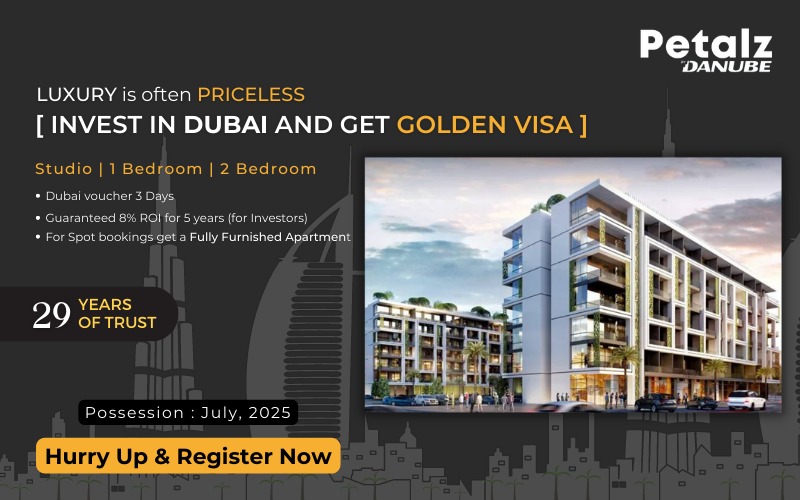 Petalz
BY DANUBE
LUXURY is often PRICELESS
[ INVEST IN DUBAI AND GET GOLDEN VISA ]
Studio | 1 Bedroom | 2 Bedroom
• Dubai voucher 3 Days
• Guaranteed 8% ROI for 5 years (for Investors)
• For Spot bookings get a Fully Furnished Apartment
29 YEARS
OF TRUST
Possession : July, 2025
Hurry Up & Register Now